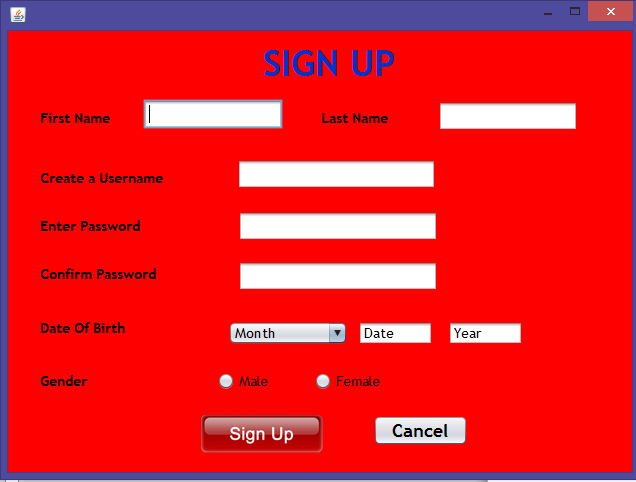 SIGN UP
First Name Last Name
Create a Username
Enter Password
Confirm Password
Date Of Birth Month Date Year
Gender Male Female
Sign Up Cancel